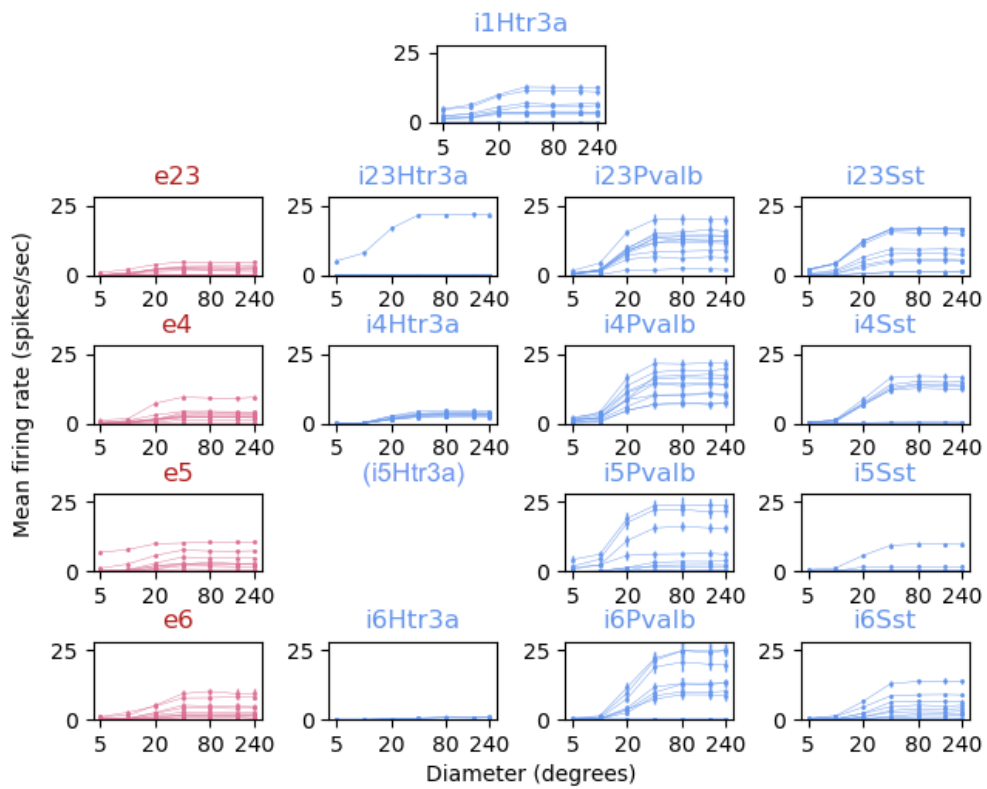 i1Htr3a
25
0
5 20 80 240
e23 i23Htr3a i23Pvalb i23Sst
25 25 25 25
0 0 0 0
5 20 80 240 5 20 80 240 5 20 80 240 5 20 80 240
e4 i4Htr3a i4Pvalb i4Sst
25 25 25 25
0 0 0 0
5 20 80 240 5 20 80 240 5 20 80 240 5 20 80 240
e5 (i5Htr3a) i5Pvalb i5Sst
25 25 25
0 0 0
5 20 80 240 5 20 80 240 5 20 80 240
e6 i6Htr3a i6Pvalb i6Sst
25 25 25 25
0 0 0 0
5 20 80 240 5 20 80 240 5 20 80 240 5 20 80 240
Mean firing rate (spikes/sec)
Diameter (degrees)